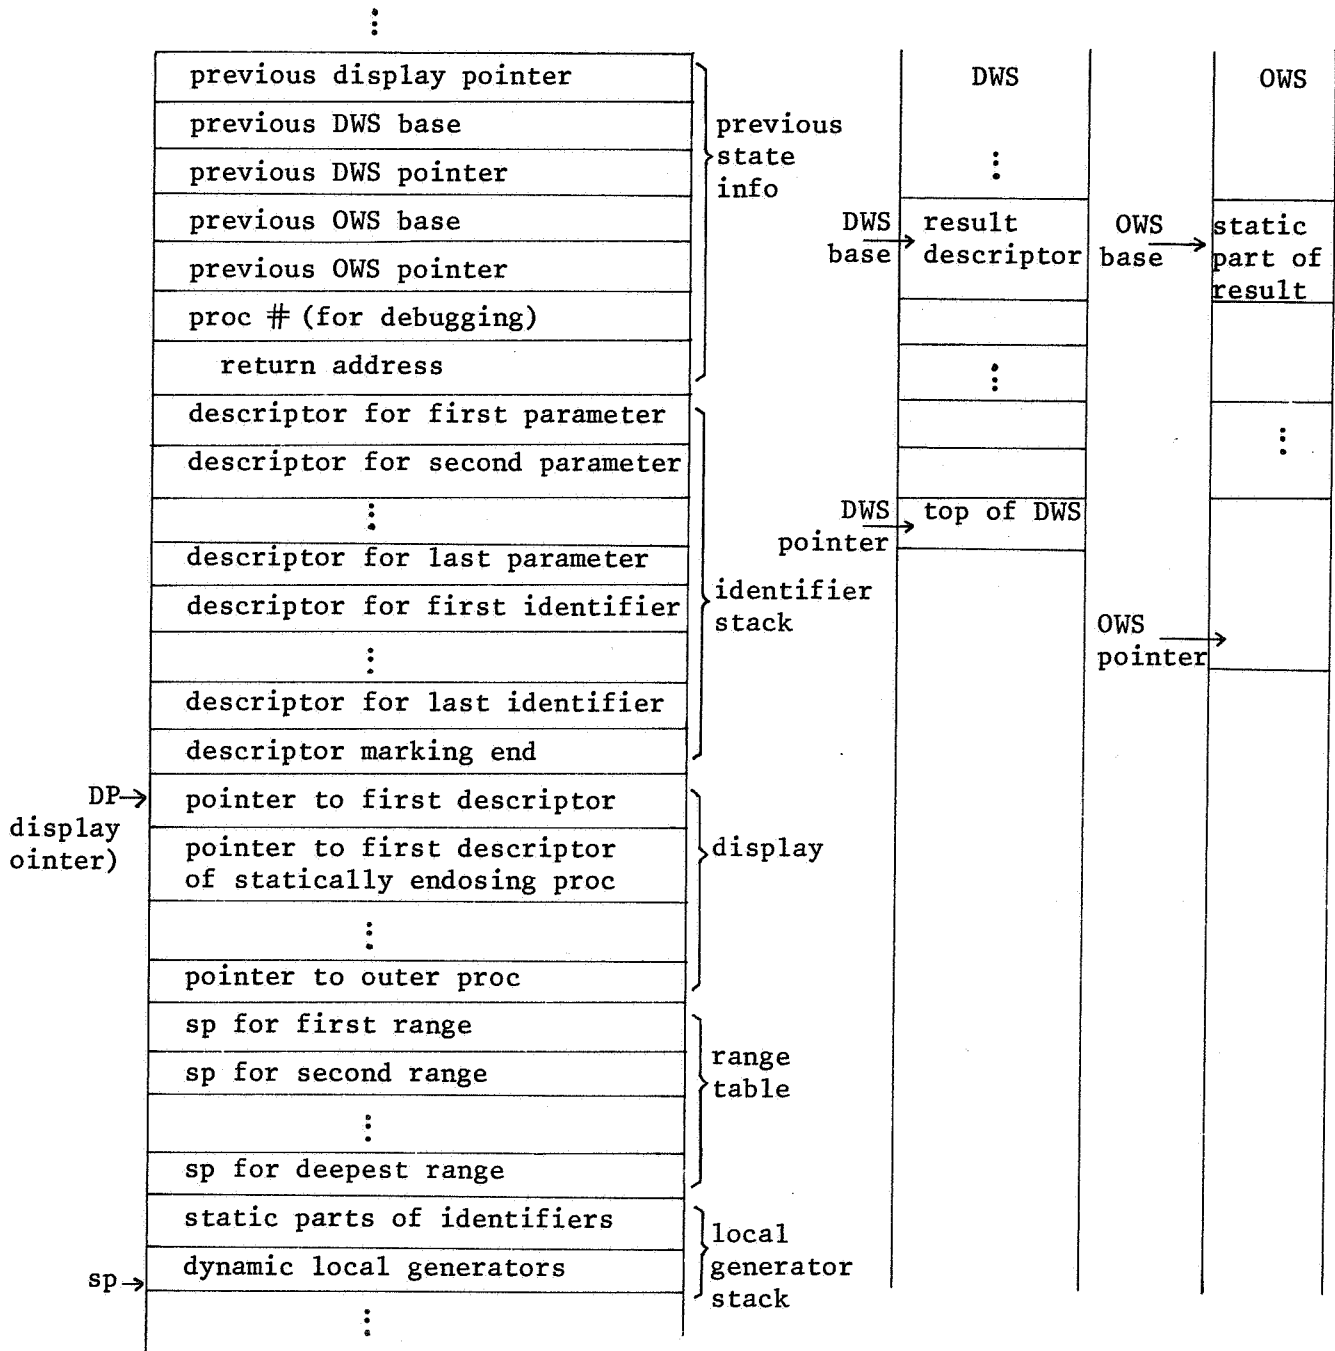 previous display pointer
previous DWS base
previous DWS pointer
previous OWS base
previous OWS pointer
proc # (for debugging)
return address
previous
state
info
descriptor for first parameter
descriptor for second parameter
descriptor for last parameter
descriptor for first identifier
descriptor for last identifier
descriptor marking end
identifier
stack
DP
display
ointer)
pointer to first descriptor
pointer to first descriptor
of statically endosing proc
pointer to outer proc
display
sp for first range
sp for second range
sp for deepest range
range
table
static parts of identifiers
dynamic local generators
local
generator
stack
sp
DWS
DWS
base
result
descriptor
DWS
pointer
top of DWS
OWS
OWS
base
static
part of
result
OWS
pointer